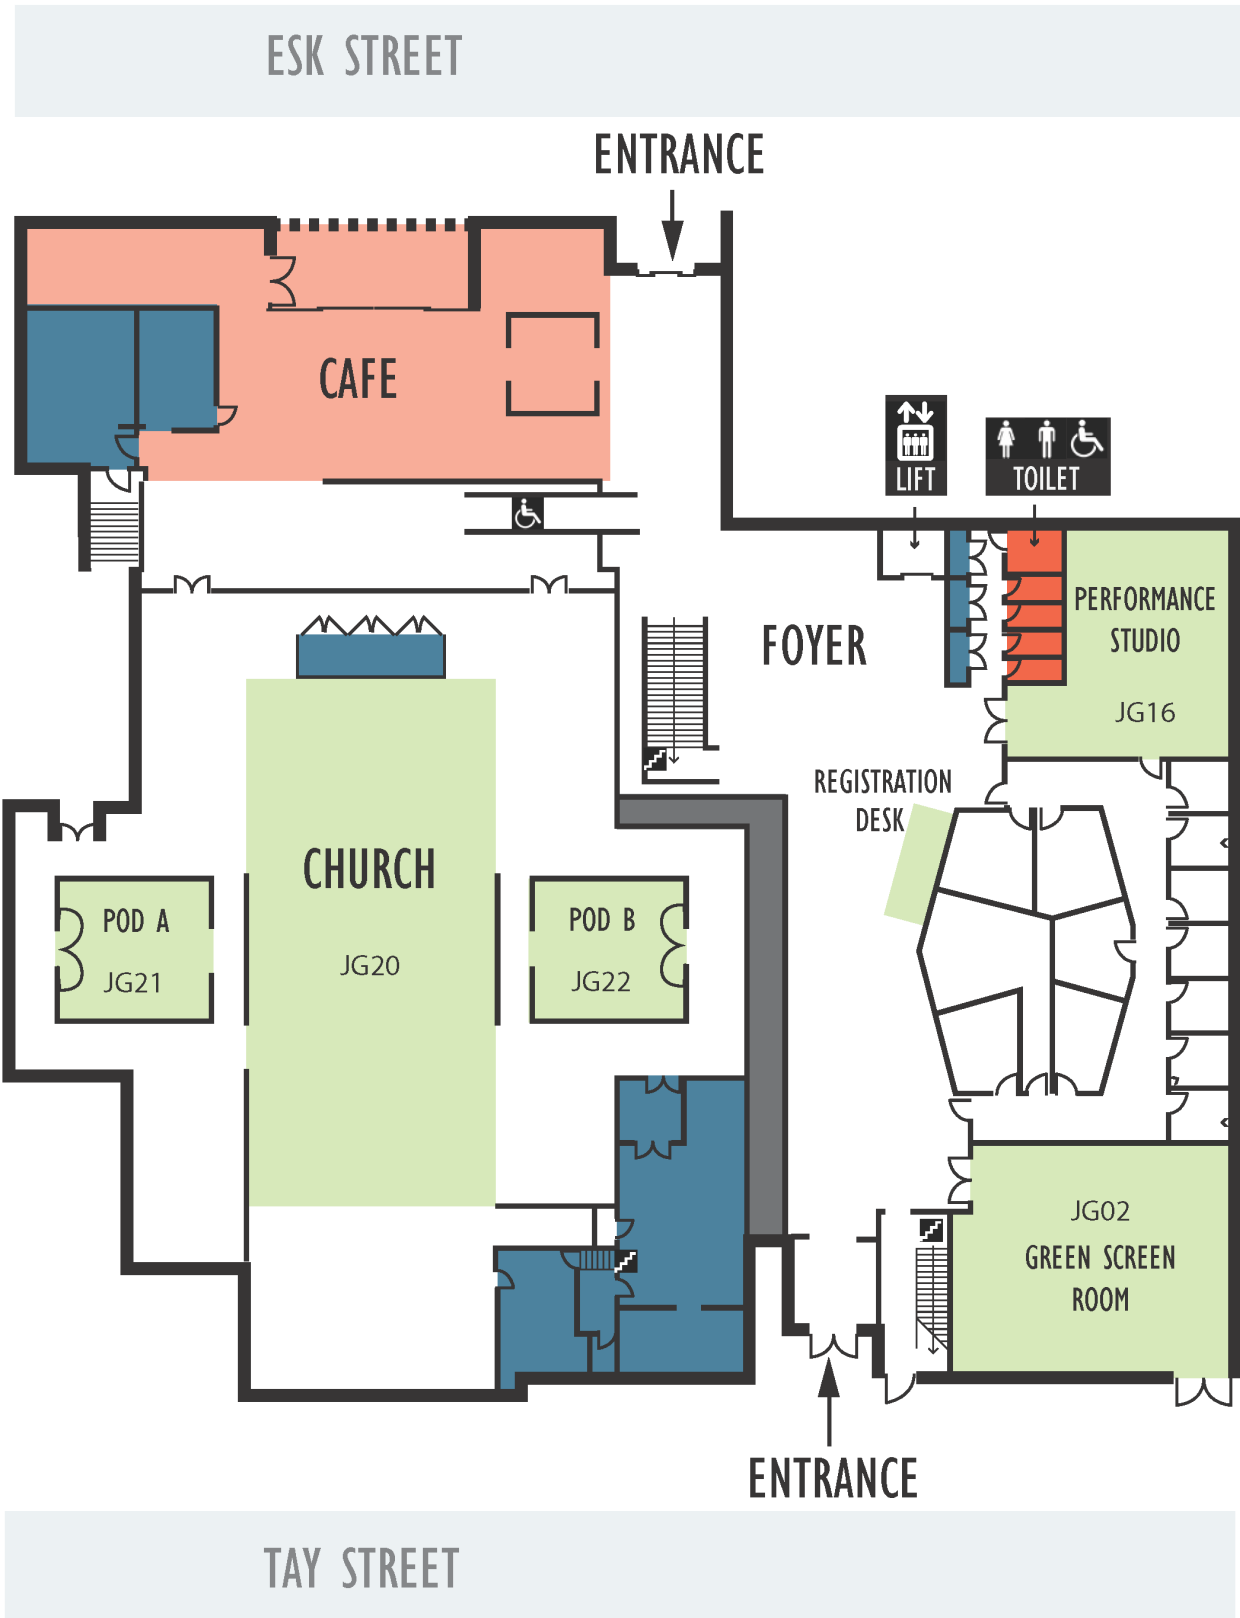 ESK STREET
ENTRANCE
CAFE
LIFT
TOILET
PERFORMANCE
STUDIO
JG16
FOYER
REGISTRATION
DESK
CHURCH
JG20
POD A
JG21
POD B
JG22
JG02
GREEN SCREEN
ROOM
ENTRANCE
TAY STREET